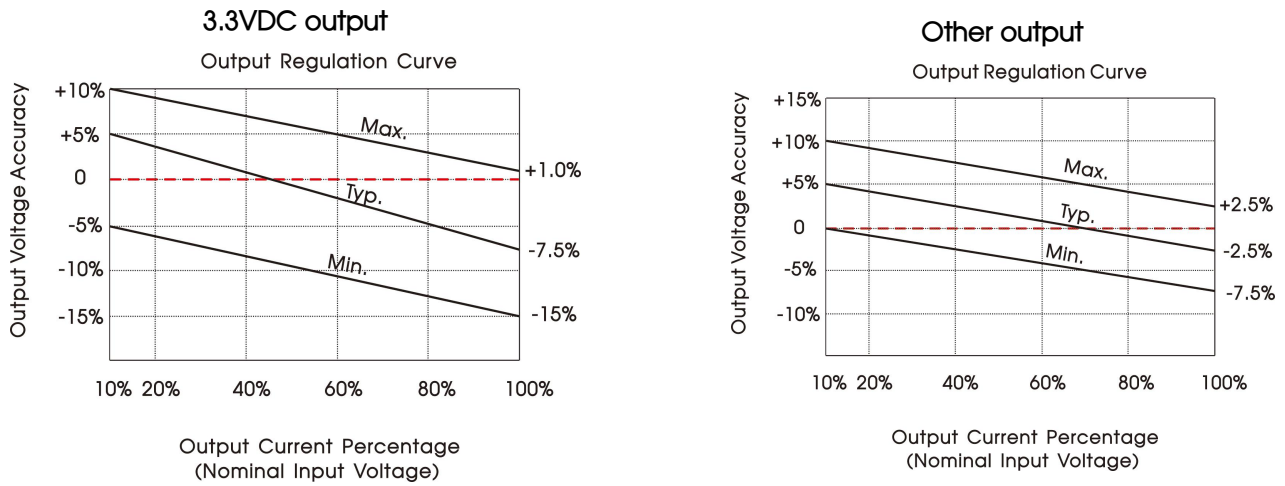 3.3VDC output
Output Regulation Curve
Output Voltage Accuracy
+10%
+5%
0
-5%
-10%
-15%
Max.
Typ.
Min.
+1.0%
-7.5%
-15%
10% 20% 40% 60% 80% 100%
Output Current Percentage
(Nominal Input Voltage)
Other output
Output Regulation Curve
Output Voltage Accuracy
+15%
+10%
+5%
0
-5%
-10%
Max.
Typ.
Min.
+2.5%
-2.5%
-7.5%
10% 20% 40% 60% 80% 100%
Output Current Percentage
(Nominal Input Voltage)